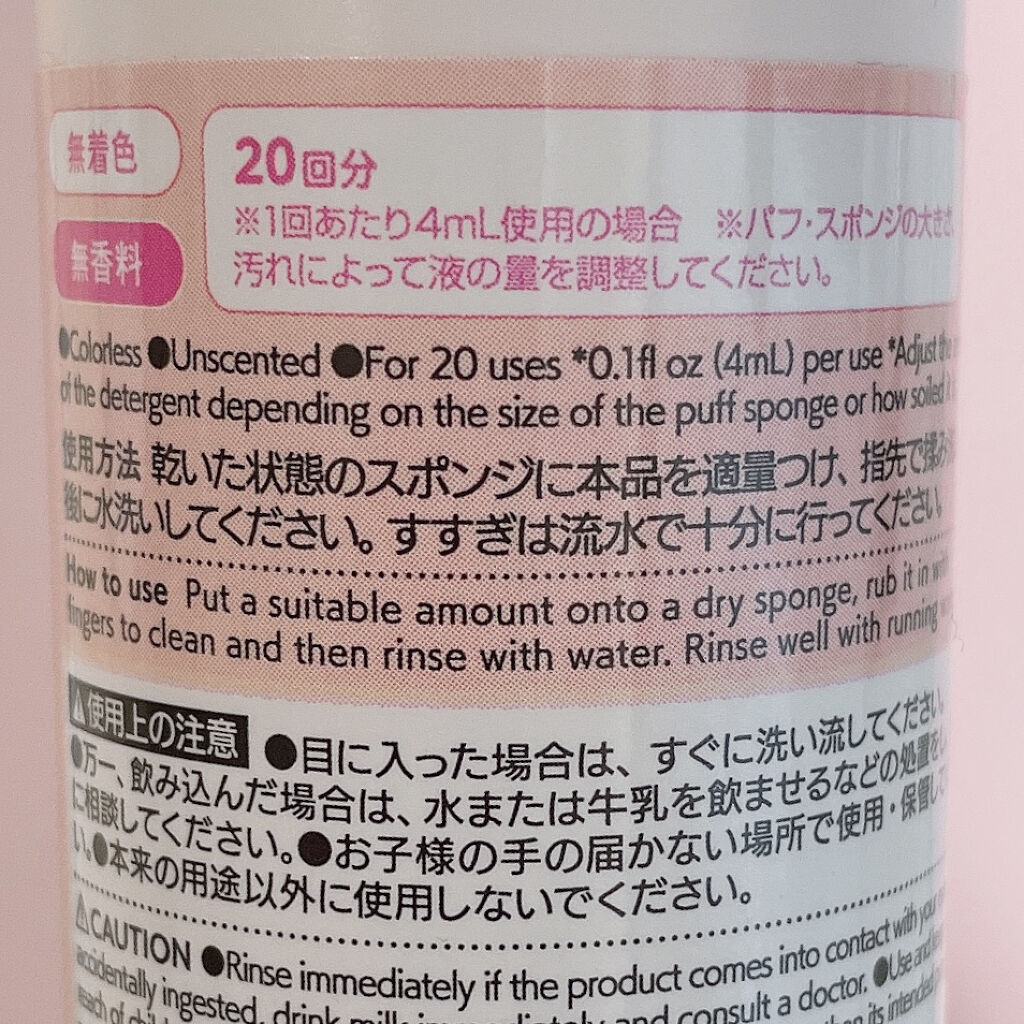 無着色
無香料
20回分
※1回あたり4mL使用の場合 ※パフ・スポンジの大きさ
汚れによって液の量を調整してください。
●Colorless ●Unscented ●For 20 uses *0.1fl oz (4mL) per use *Adjust the
of the detergent depending on the size of the puff sponge or how soiled it
使用方法 乾いた状態のスポンジに本品を適量つけ、指先で揉み
後に水洗いしてください。すすぎは流水で十分に行ってください。
How to use Put a suitable amount onto a dry sponge, rub it in with
fingers to clean and then rinse with water. Rinse well with running
⚠使用上の注意 ●目に入った場合は、すぐに洗い流してください。
●万一、飲み込んだ場合は、水または牛乳を飲ませるなどの処置をし
に相談してください。●お子様の手の届かない場所で使用・保管して
い。●本来の用途以外に使用しないでください。
⚠CAUTION ●Rinse immediately if the product comes into contact with your
accidentally ingested, drink milk immediately and consult a doctor. ●Use and
reach of than its intended